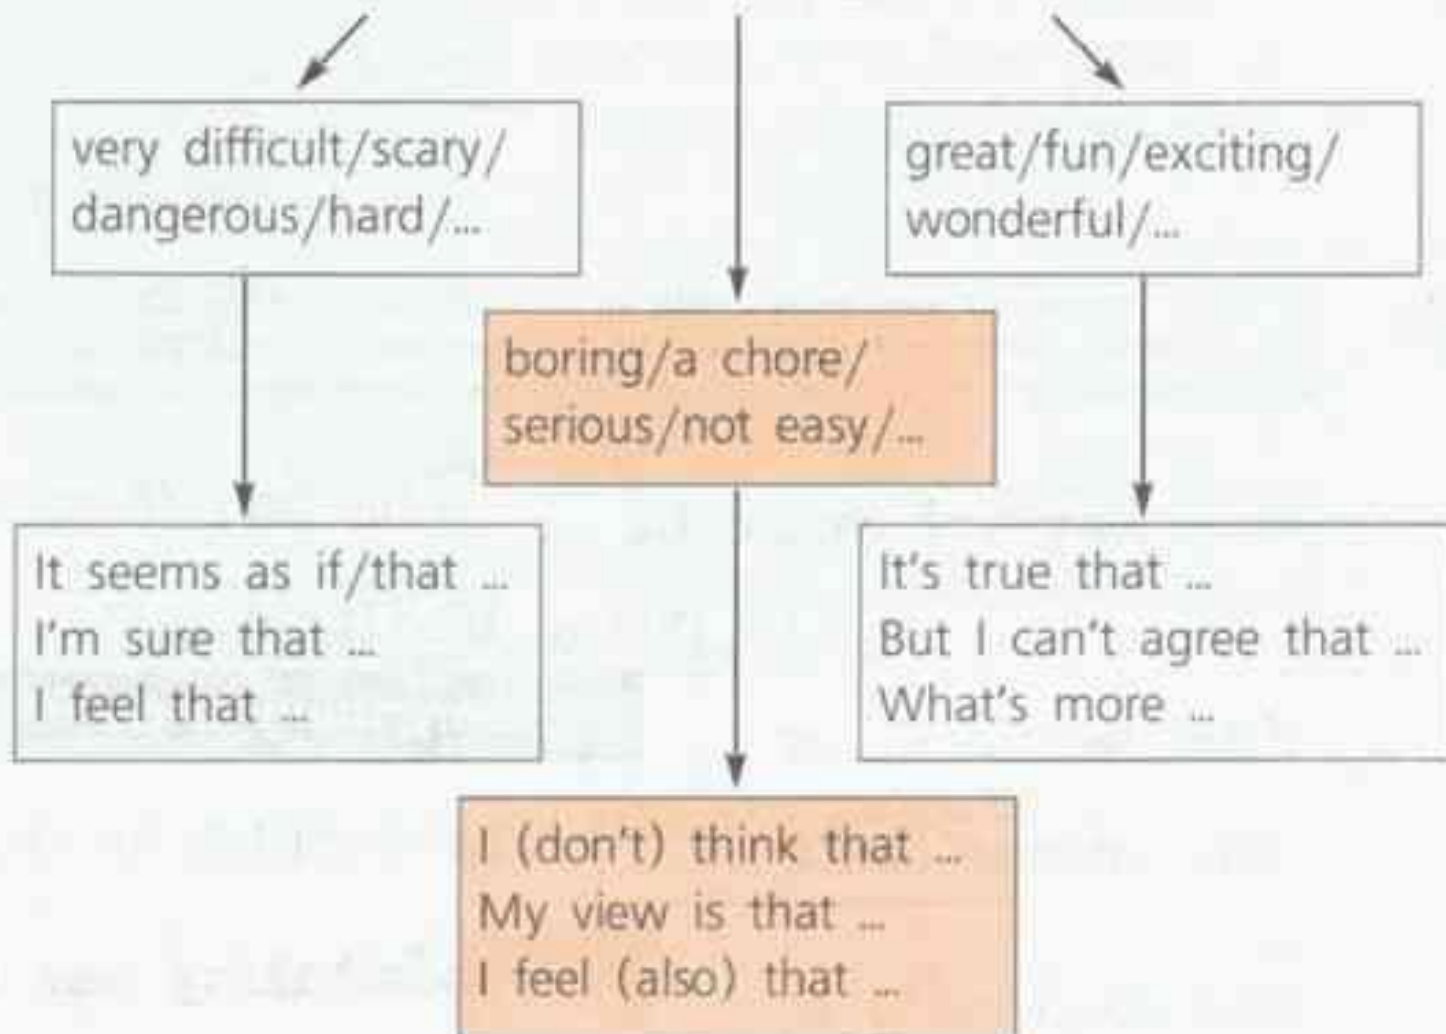 very difficult/scary/
dangerous/hard/...
great/fun/exciting/
wonderful/...
boring/a chore/
serious/not easy/...
It seems as if/that ...
I'm sure that ...
I feel that ...
It's true that ...
But I can't agree that ...
What's more ...
I (don't) think that ...
My view is that ...
I feel (also) that ...